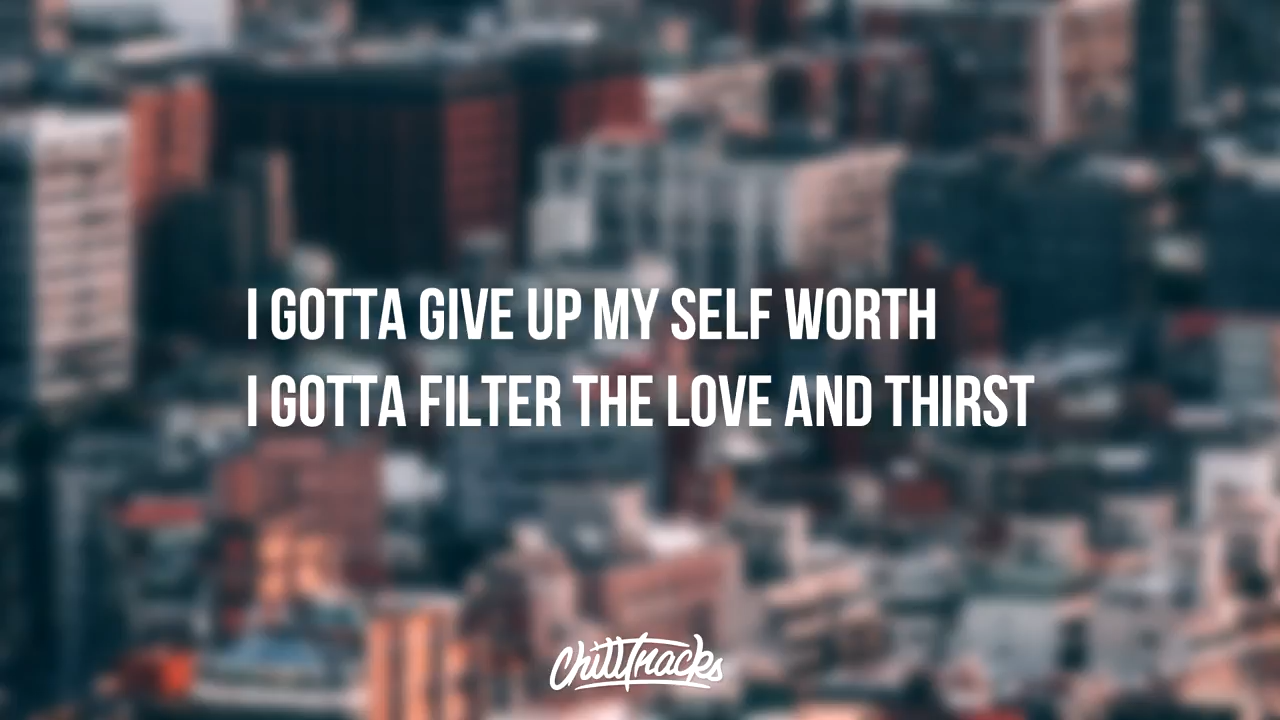 I GOTTA GIVE UP MY SELF WORTH
I GOTTA FILTER THE LOVE AND THIRST
ChillTracks